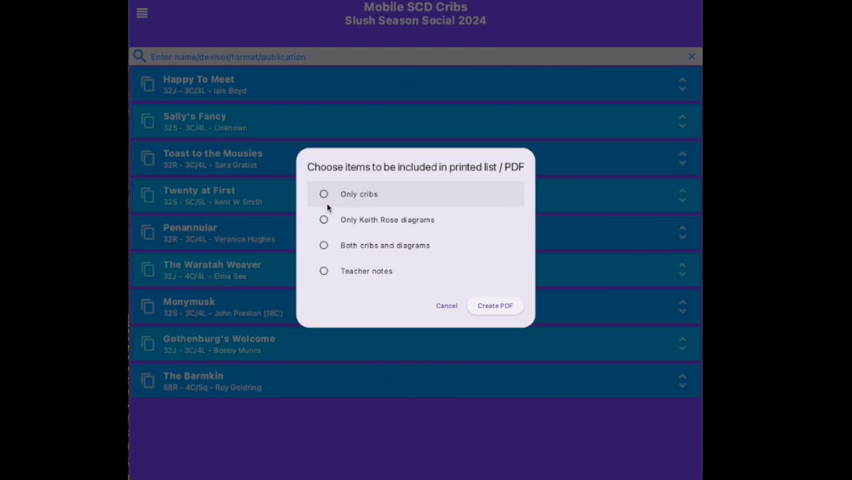 Mobile SCD Cribs
Slush Season Social 2024
Enter name/devisor/format/publication
Happy To Meet
32J - 3C/3L - Iain Boyd
Sally's Fancy
32S - 3C/4L - Unknown
Toast to the Mousies
32R - 3C/4L - Sara Gratiot
Twenty at First
32S - 5C/5L - Kent W Smith
Penannular
32R - 3C/4L - Veronica Hughes
The Waratah Weaver
32J - 4C/4L - Elma See
Monymusk
32S - 3C/4L - John Preston (18C)
Gothenburg's Welcome
32J - 3C/4L - Bobby Munro
The Barmkin
88R - 4C/Sq - Roy Goldring
Choose items to be included in printed list / PDF
Only cribs
Only Keith Rose diagrams
Both cribs and diagrams
Teacher notes
Cancel
Create PDF